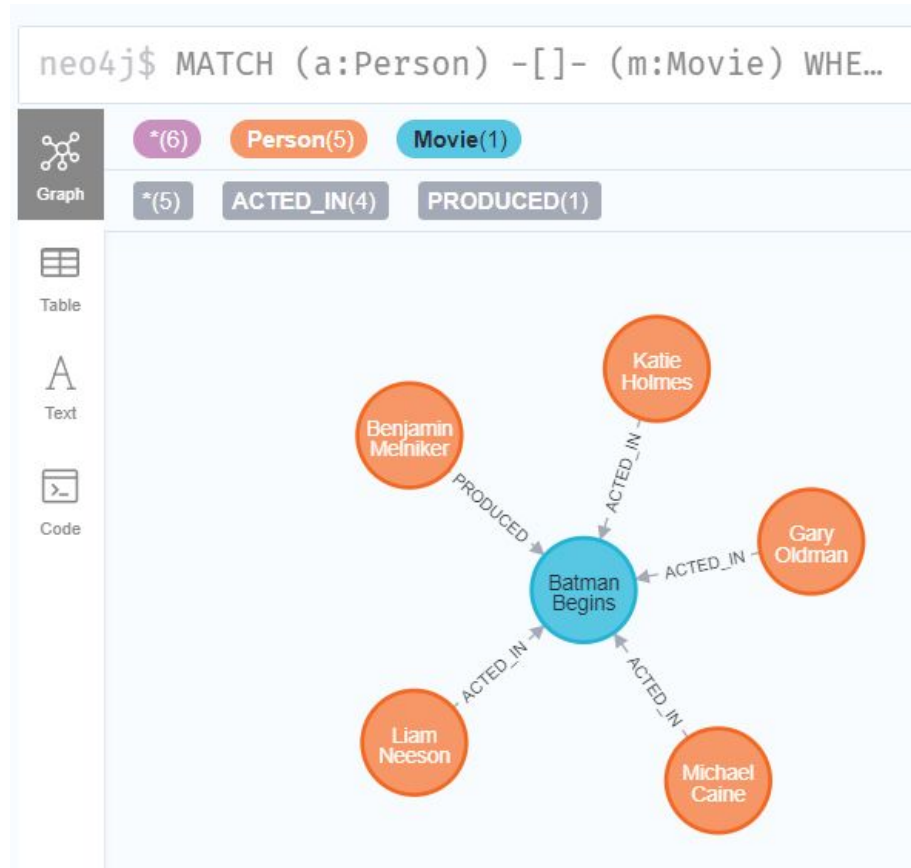 neo4j$ MATCH (a:Person) -[]- (m:Movie) WHE…
*(6) Person(5) Movie(1)
Graph
*(5) ACTED_IN(4) PRODUCED(1)
Table
A
Text
>_
Code
Katie
Holmes
Benjamin
Melniker
PRODUCED
ACTED_IN
Gary
Oldman
ACTED_IN
Batman
Begins
ACTED_IN
ACTED_IN
Liam
Neeson
Michael
Caine